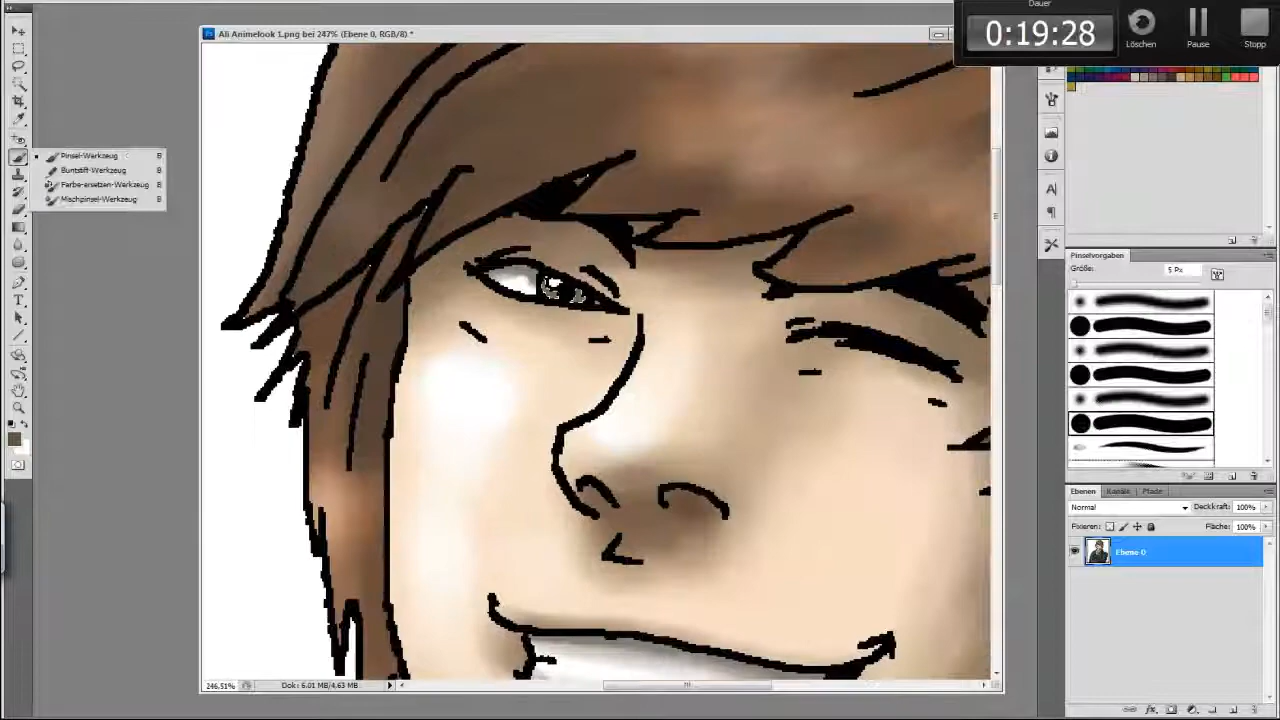 Dauer
0:19:28
Löschen
Pause
Stopp
Ali Animelook 1.png bei 247% (Ebene 0, RGB/8) *
Pinsel-Werkzeug B
Buntstift-Werkzeug B
Farbe-ersetzen-Werkzeug B
Mischpinsel-Werkzeug B
Pinselvorgaben
Größe: 5 Px
Ebenen Kanäle Pfade
Normal Deckkraft: 100%
Fixieren: Fläche: 100%
Ebene 0
246,51% Dok: 6,01 MB/4,63 MB